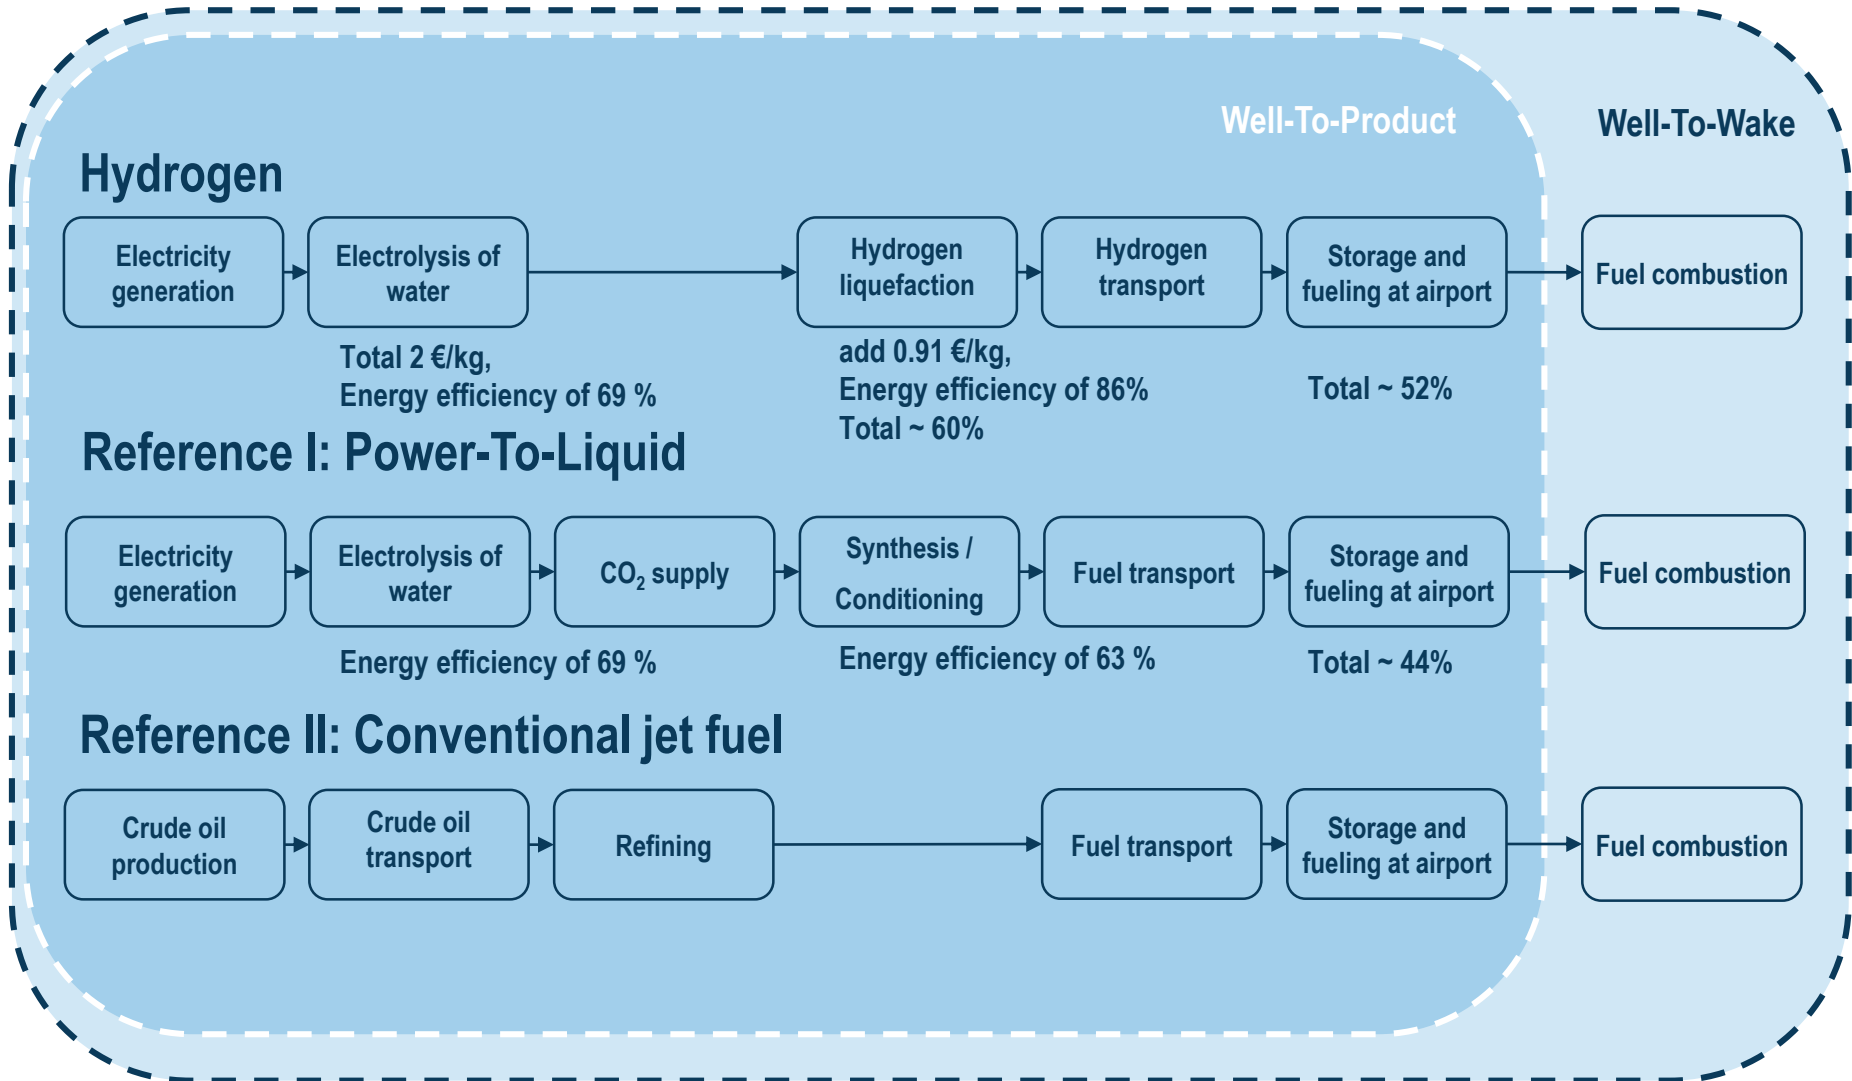 Well-To-Product
Well-To-Wake
Hydrogen
Electricity
generation
Electrolysis of
water
Hydrogen
liquefaction
Hydrogen
transport
Storage and
fueling at airport
Fuel combustion
Total 2 €/kg,
Energy efficiency of 69 %
add 0.91 €/kg,
Energy efficiency of 86%
Total ~ 60%
Total ~ 52%
Reference I: Power-To-Liquid
Electricity
generation
Electrolysis of
water
CO₂ supply
Synthesis /
Conditioning
Fuel transport
Storage and
fueling at airport
Fuel combustion
Energy efficiency of 69 %
Energy efficiency of 63 %
Total ~ 44%
Reference II: Conventional jet fuel
Crude oil
production
Crude oil
transport
Refining
Fuel transport
Storage and
fueling at airport
Fuel combustion